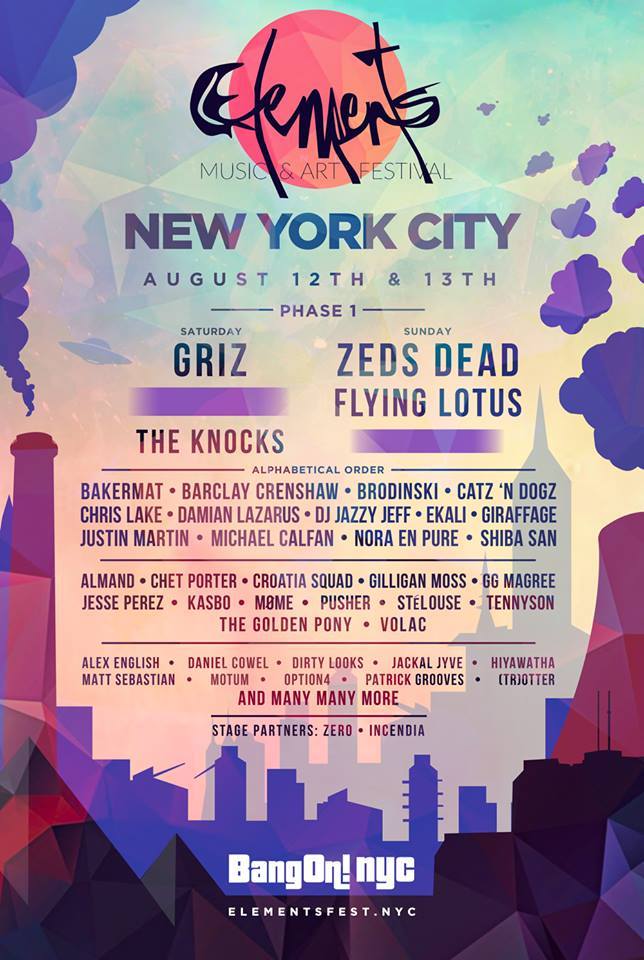 Elements
MUSIC & ART FESTIVAL
NEW YORK CITY
AUGUST 12TH & 13TH
PHASE 1
SATURDAY
GRIZ
THE KNOCKS
SUNDAY
ZEDS DEAD
FLYING LOTUS
ALPHABETICAL ORDER
BAKERMAT • BARCLAY CRENSHAW • BRODINSKI • CATZ 'N DOGZ
CHRIS LAKE • DAMIAN LAZARUS • DJ JAZZY JEFF • EKALI • GIRAFFAGE
JUSTIN MARTIN • MICHAEL CALFAN • NORA EN PURE • SHIBA SAN
ALMAND • CHET PORTER • CROATIA SQUAD • GILLIGAN MOSS • GG MAGREE
JESSE PEREZ • KASBO • MØME • PUSHER • STéLOUSE • TENNYSON
THE GOLDEN PONY • VOLAC
ALEX ENGLISH • DANIEL COWEL • DIRTY LOOKS • JACKAL JYVE • HIYAWATHA
MATT SEBASTIAN • MOTUM • OPTION4 • PATRICK GROOVES • (TR)OTTER
AND MANY MANY MORE
STAGE PARTNERS: ZERO • INCENDIA
BangOn! nyc
ELEMENTSFEST.NYC